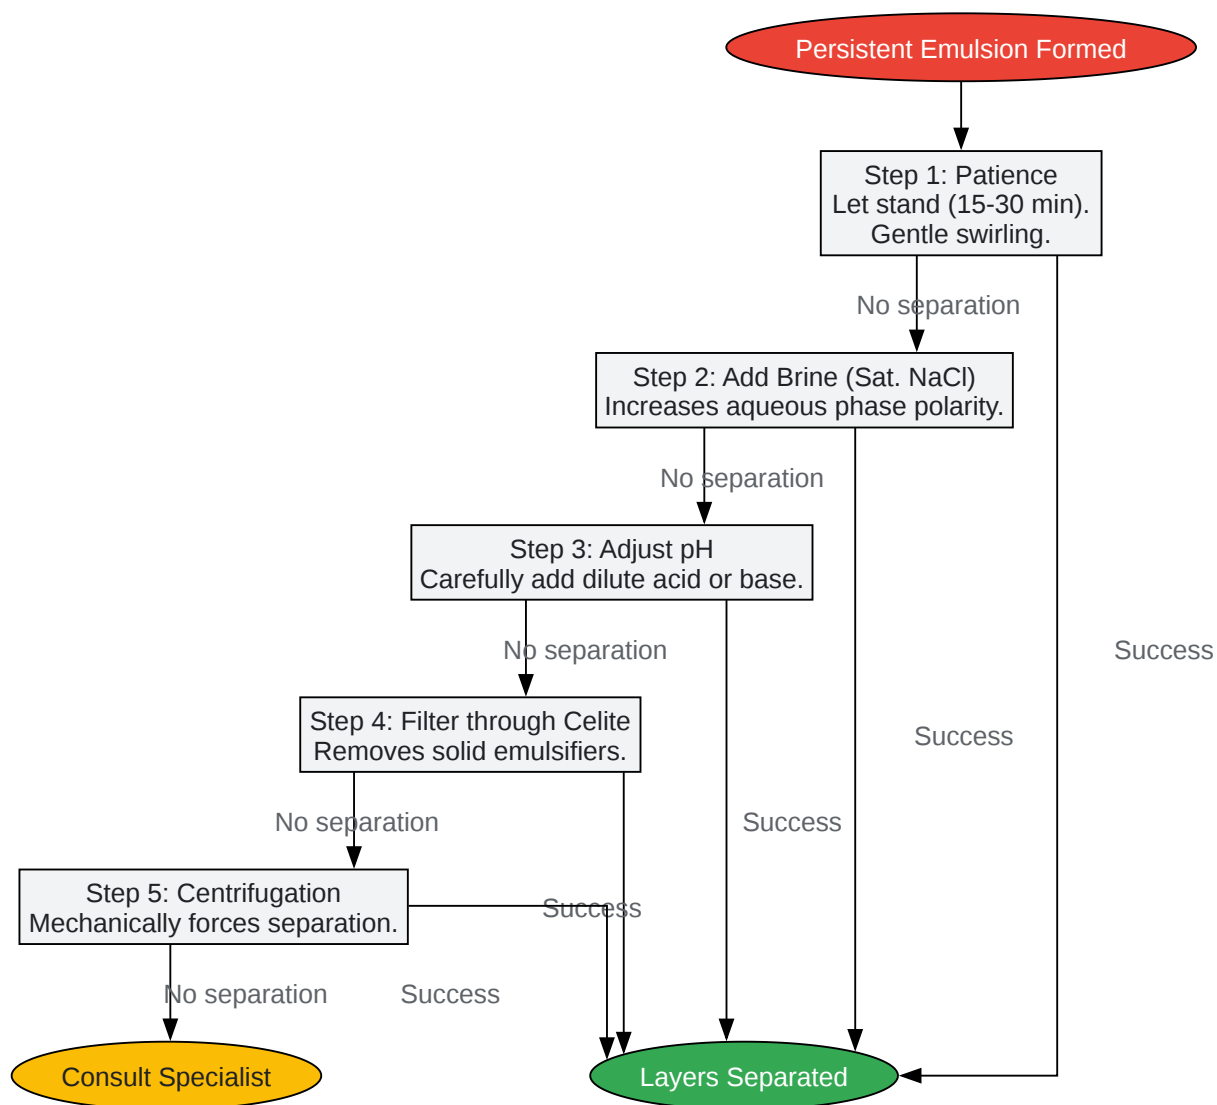 Persistent Emulsion Formed
Step 1: Patience
Let stand (15-30 min).
Gentle swirling.
No separation
Step 2: Add Brine (Sat. NaCl)
Increases aqueous phase polarity.
No separation
Step 3: Adjust pH
Carefully add dilute acid or base.
No separation
Success
Step 4: Filter through Celite
Removes solid emulsifiers.
Success
No separation
Success
Step 5: Centrifugation
Mechanically forces separation.
Success
No separation
Success
Consult Specialist
Layers Separated